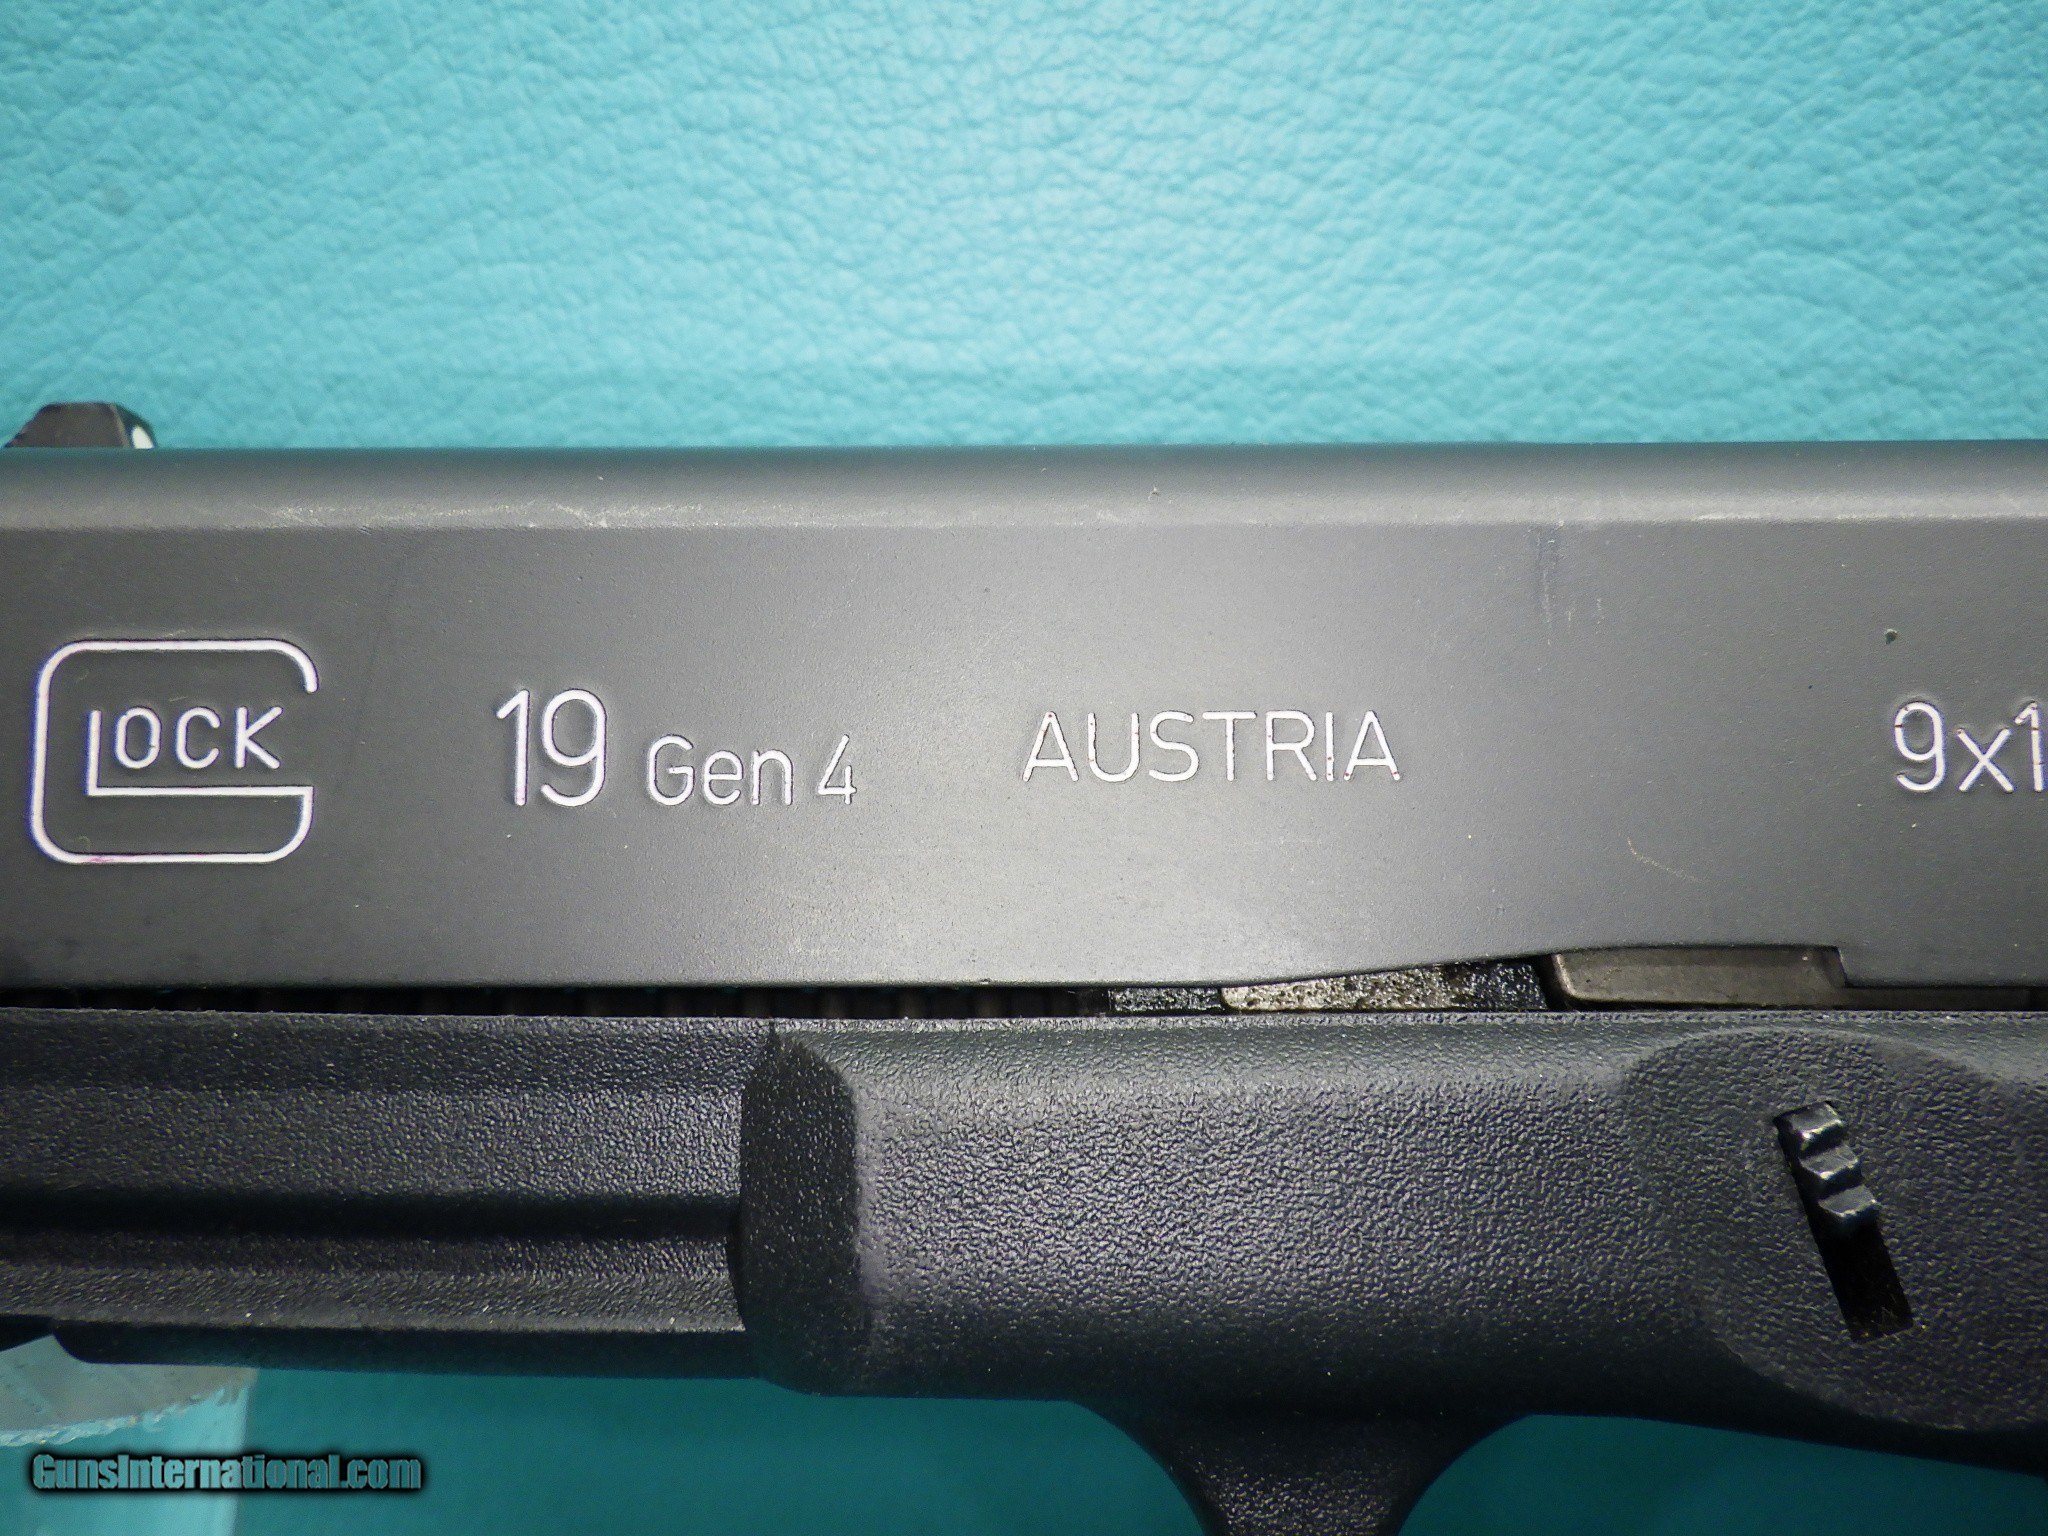 GLOCK 19 Gen 4 AUSTRIA 9x1
GunsInternational.com